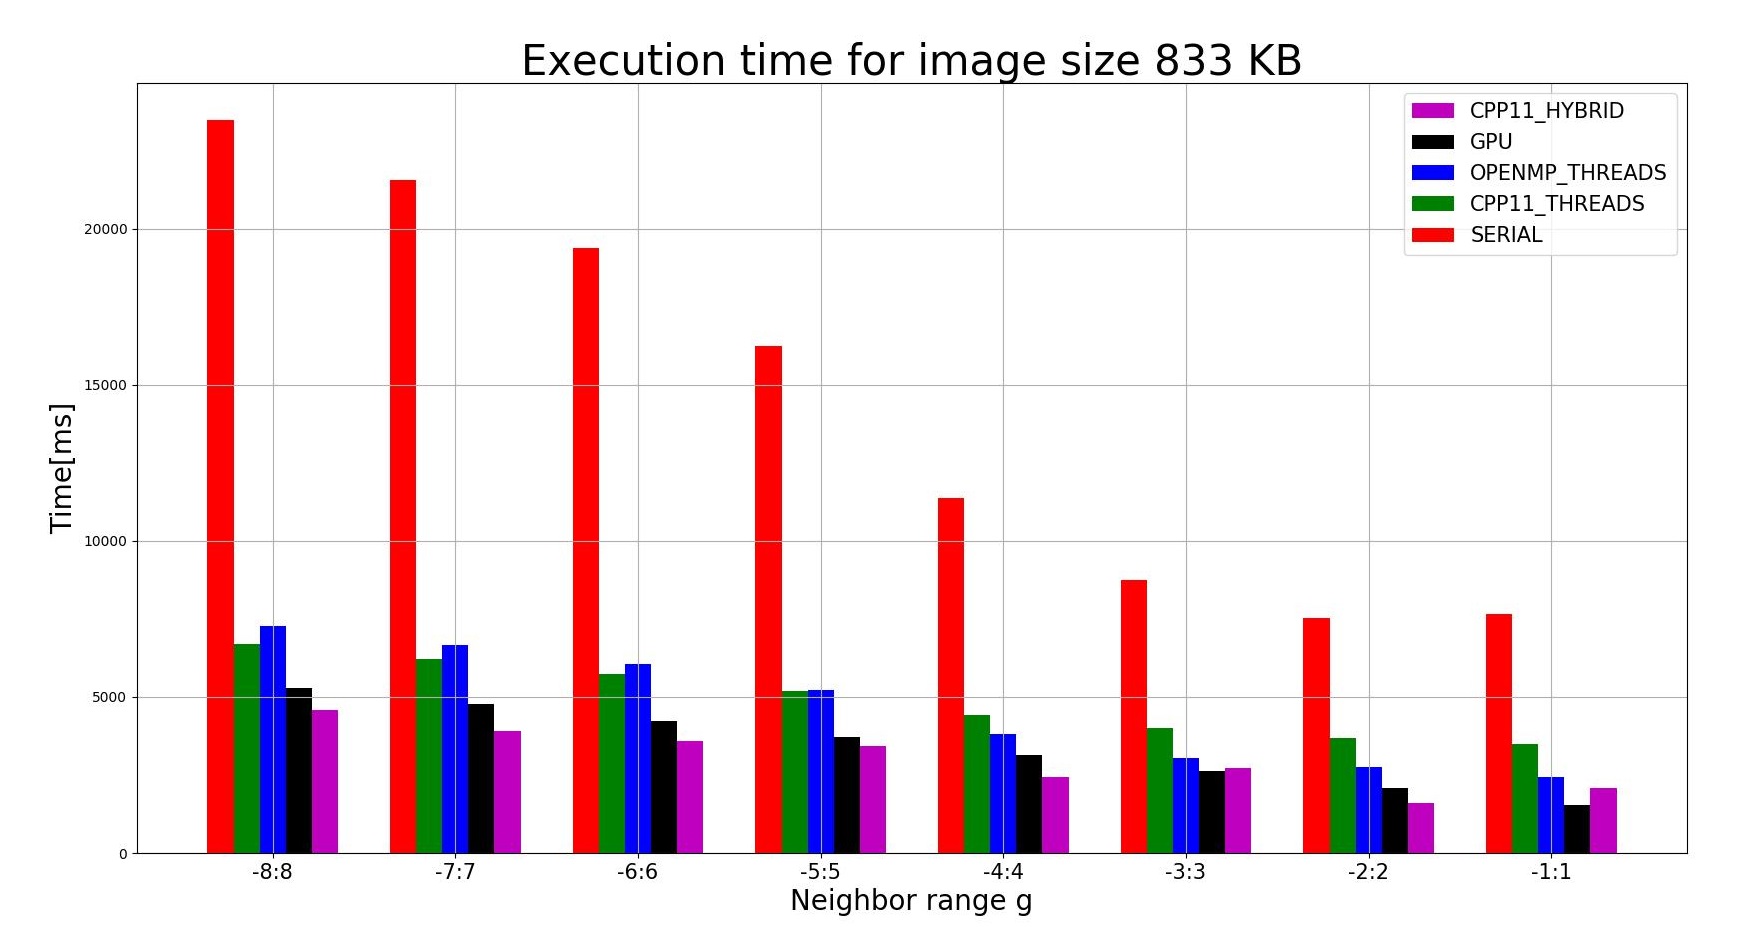 Execution time for image size 833 KB
CPP11_HYBRID
GPU
OPENMP_THREADS
CPP11_THREADS
SERIAL
Time[ms]
20000
15000
10000
5000
0
-8:8
-7:7
-6:6
-5:5
-4:4
-3:3
-2:2
-1:1
Neighbor range g